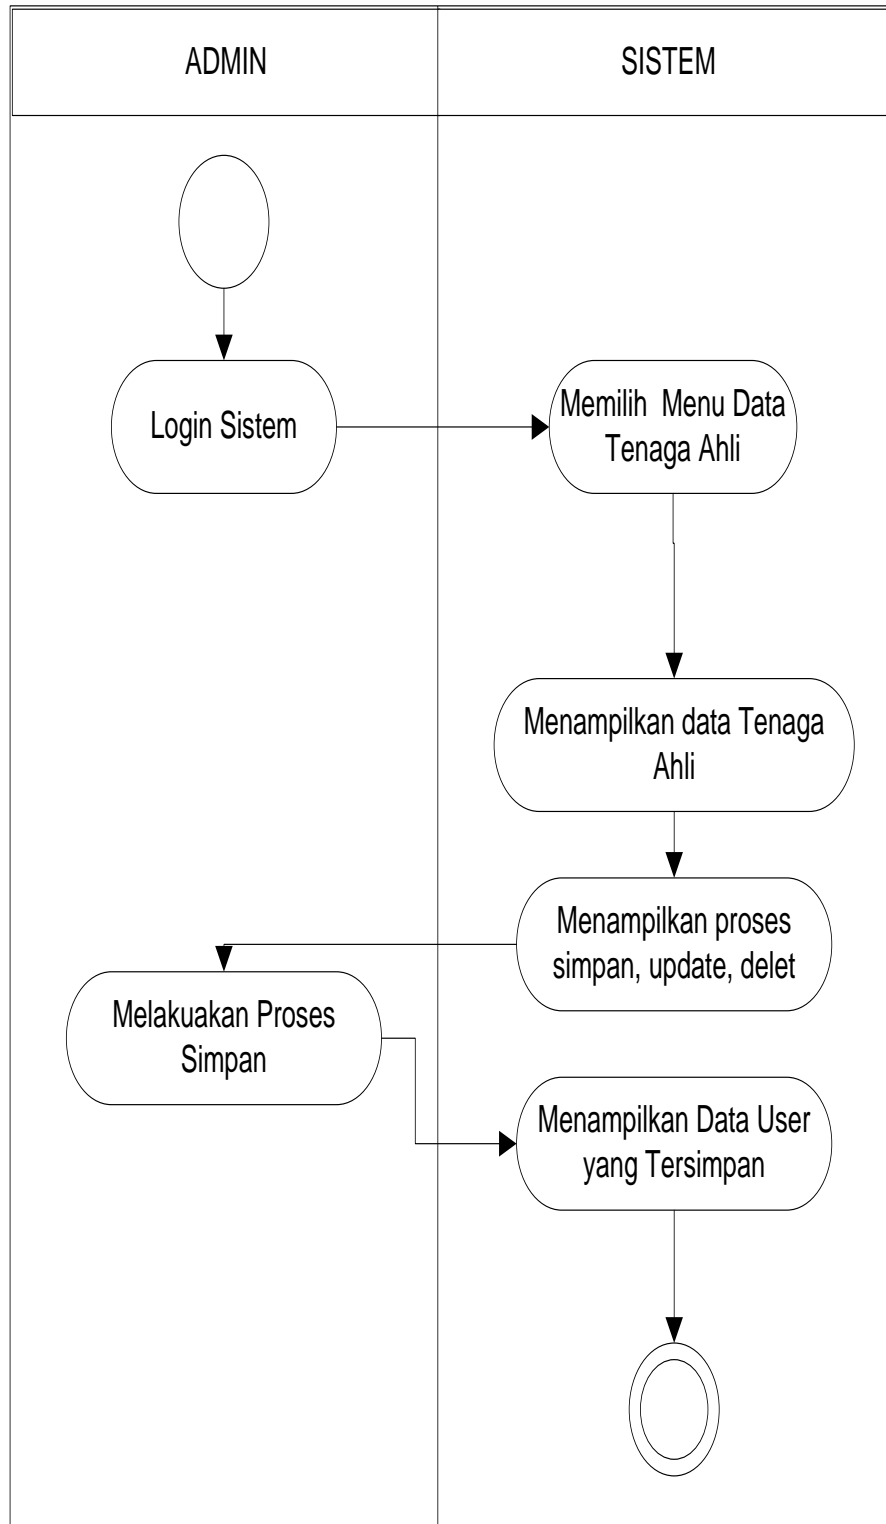 ADMIN
SISTEM
Login Sistem
Memilih Menu Data
Tenaga Ahli
Menampilkan data Tenaga
Ahli
Menampilkan proses
simpan, update, delet
Melakuakan Proses
Simpan
Menampilkan Data User
yang Tersimpan